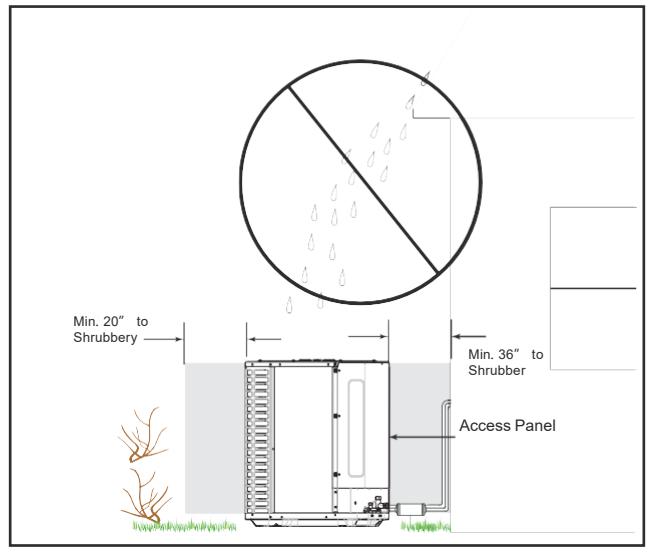 Min. 20″ to
Shrubbery
Min. 36″ to
Shrubber
Access Panel